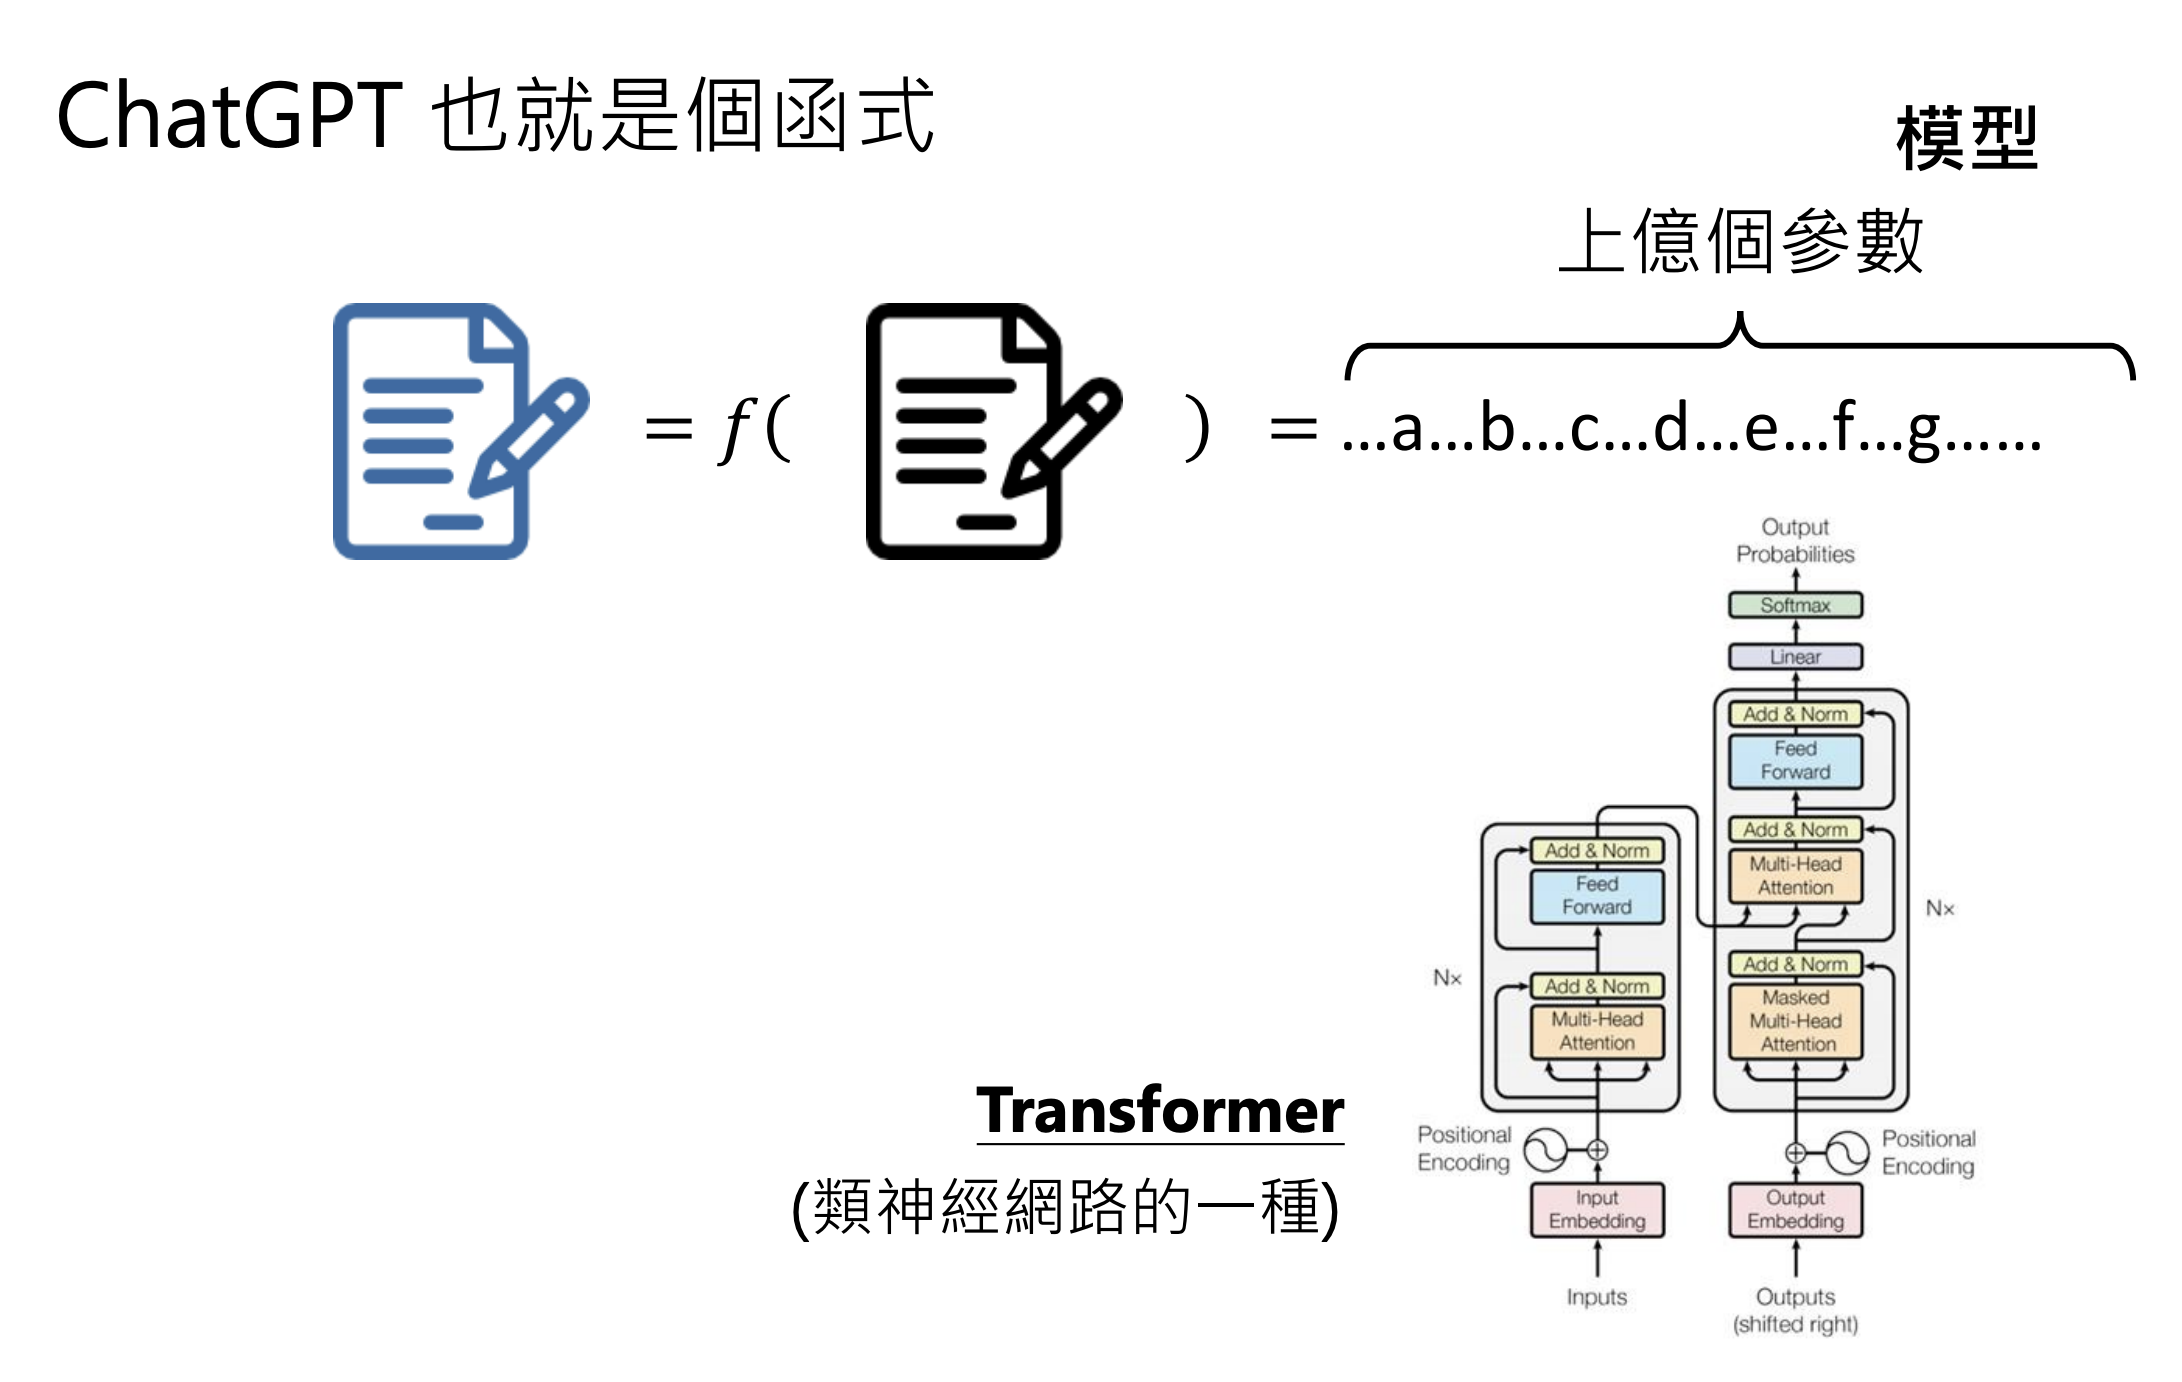 ChatGPT 也就是個函式
模型
上億個參數
= f( ) = …a…b…c…d…e…f…g……
Output
Probabilities
Softmax
Linear
Add & Norm
Feed
Forward
Add & Norm
Multi-Head
Attention
Nx
Add & Norm
Masked
Multi-Head
Attention
Add & Norm
Feed
Forward
Nx
Add & Norm
Multi-Head
Attention
Transformer
(類神經網路的一種)
Positional
Encoding
Positional
Encoding
Input
Embedding
Output
Embedding
Inputs
Outputs
(shifted right)